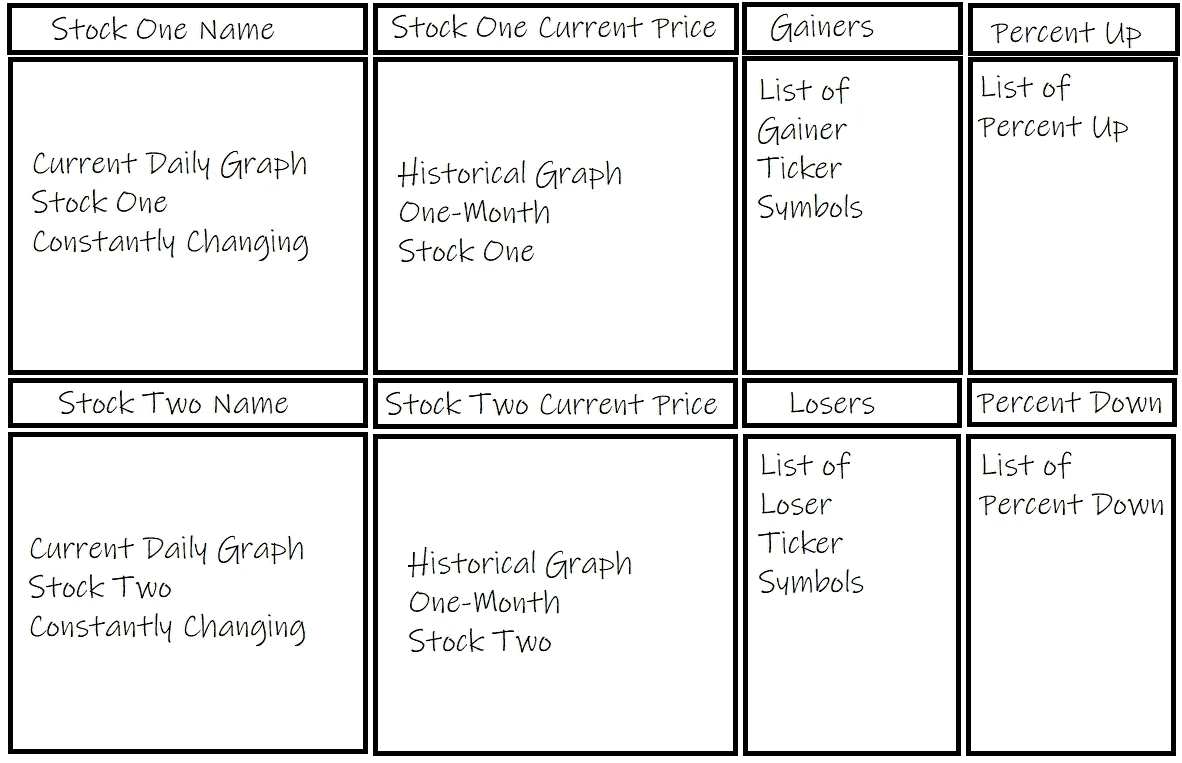 Stock One Name
Stock One Current Price
Gainers
Percent Up
Current Daily Graph
Stock One
Constantly Changing
Historical Graph
One-Month
Stock One
List of
Gainer
Ticker
Symbols
List of
Percent Up
Stock Two Name
Stock Two Current Price
Losers
Percent Down
Current Daily Graph
Stock Two
Constantly Changing
Historical Graph
One-Month
Stock Two
List of
Loser
Ticker
Symbols
List of
Percent Down